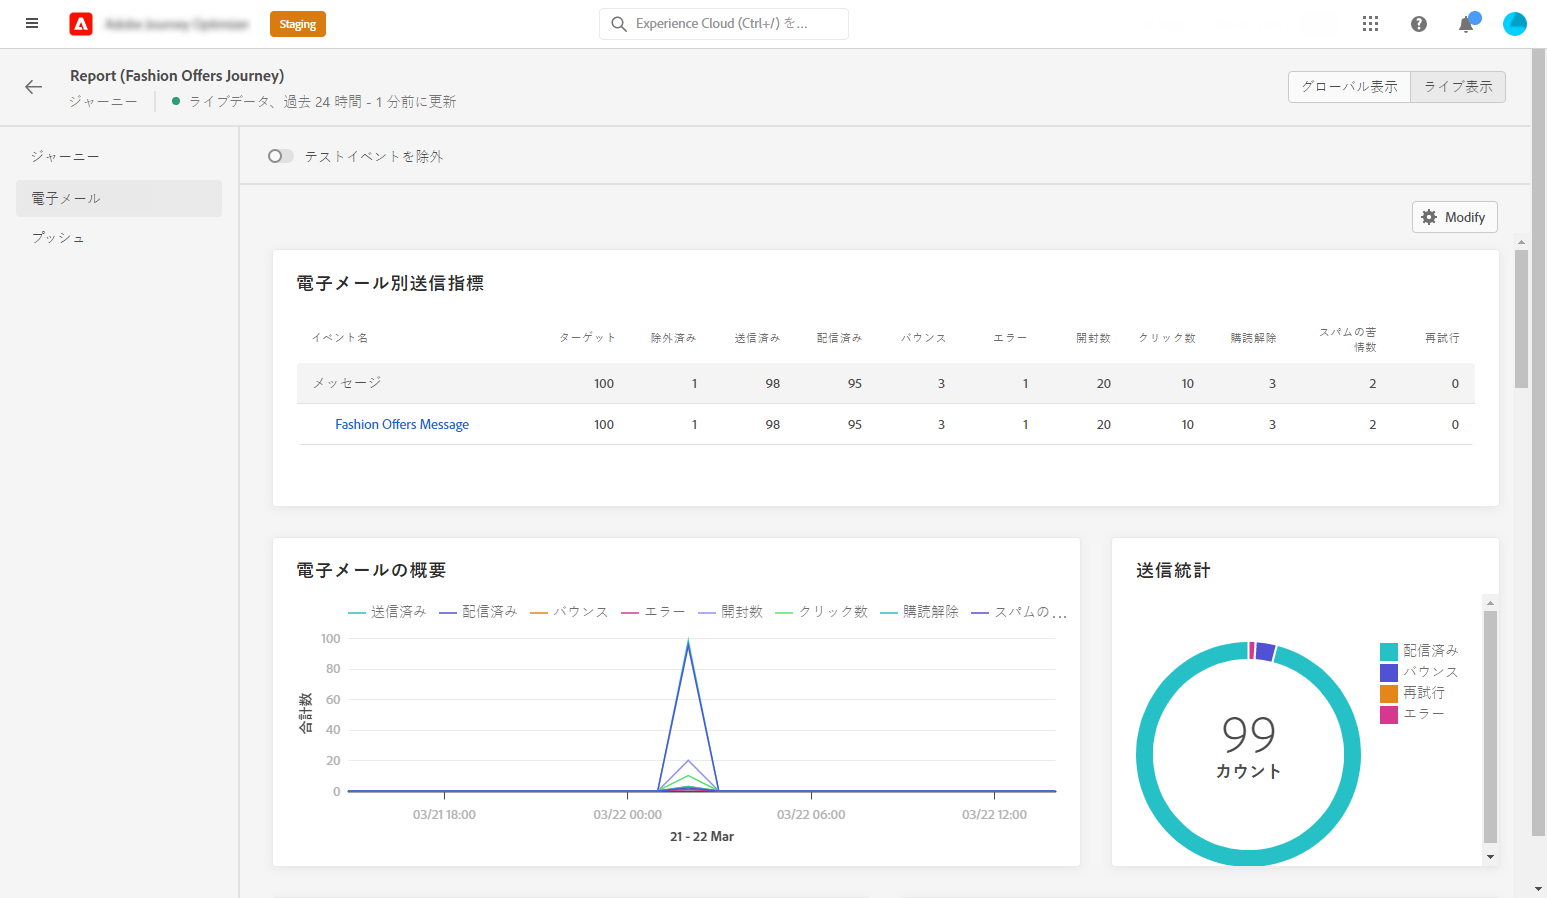 Staging
Experience Cloud (Ctrl+/) を...
Report (Fashion Offers Journey)
ジャーニー
ライブデータ、過去 24 時間 - 1 分前に更新
グローバル表示
ライブ表示
ジャーニー
電子メール
プッシュ
テストイベントを除外
Modify
電子メール別送信指標
イベント名 ターゲット 除外済み 送信済み 配信済み バウンス エラー 開封数 クリック数 購読解除 スパムの苦情数 再試行
メッセージ 100 1 98 95 3 1 20 10 3 2 0
Fashion Offers Message 100 1 98 95 3 1 20 10 3 2 0
電子メールの概要
送信済み 配信済み バウンス エラー 開封数 クリック数 購読解除 スパムの...
合計数
100
80
60
40
20
0
03/21 18:00 03/22 00:00 03/22 06:00 03/22 12:00
21 - 22 Mar
送信統計
配信済み
バウンス
再試行
エラー
99
カウント